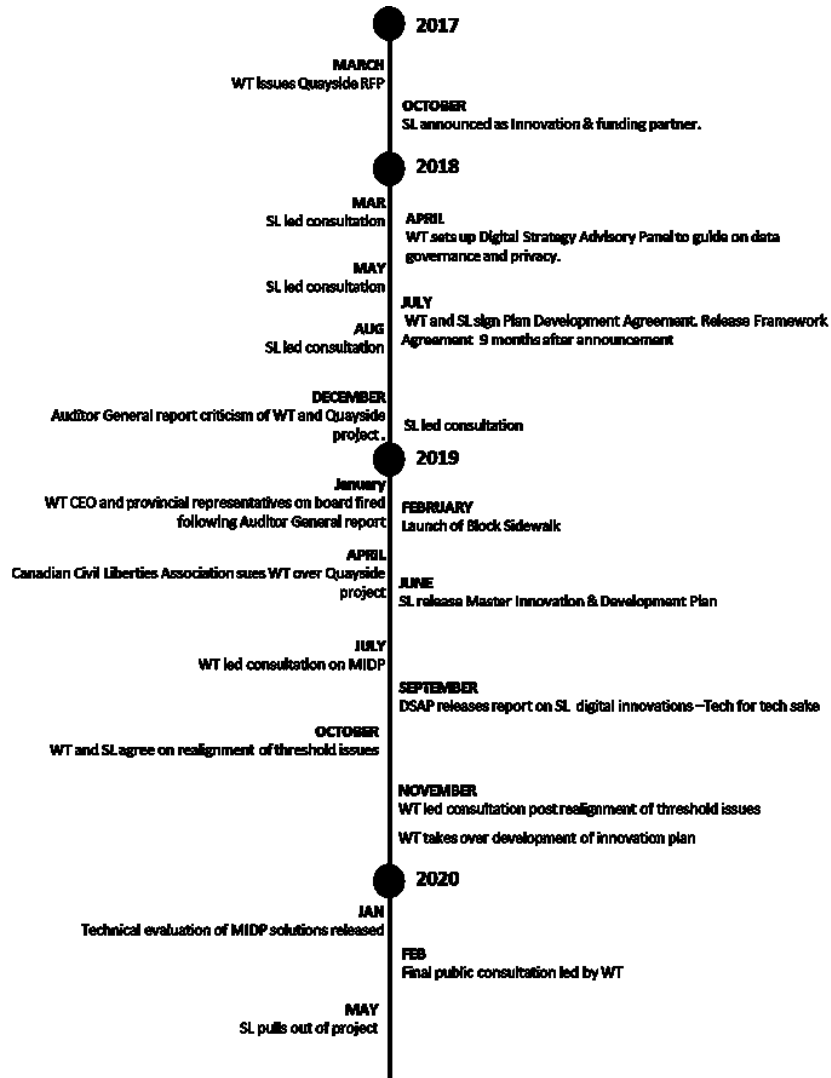 2017
MARCH
WT issues Quayside RFP
OCTOBER
SL announced as Innovation & funding partner.
2018
MAR
SL led consultation
APRIL
WT sets up Digital Strategy Advisory Panel to guide on data
governance and privacy.
MAY
SL led consultation
JULY
WT and SL sign Plan Development Agreement. Release Framework
Agreement 9 months after announcement
AUG
SL led consultation
DECEMBER
Auditor General report criticism of WT and Quayside
project.
SL led consultation
2019
January
WT CEO and provincial representatives on board fired
following Auditor General report
FEBRUARY
Launch of Block Sidewalk
APRIL
Canadian Civil Liberties Association sues WT over Quayside
project
JUNE
SL release Master Innovation & Development Plan
JULY
WT led consultation on MIDP
SEPTEMBER
DSAP releases report on SL digital innovations –Tech for tech sake
OCTOBER
WT and SL agree on realignment of threshold issues
NOVEMBER
WT led consultation post realignment of threshold issues
WT takes over development of innovation plan
2020
JAN
Technical evaluation of MIDP solutions released
FEB
Final public consultation led by WT
MAY
SL pulls out of project